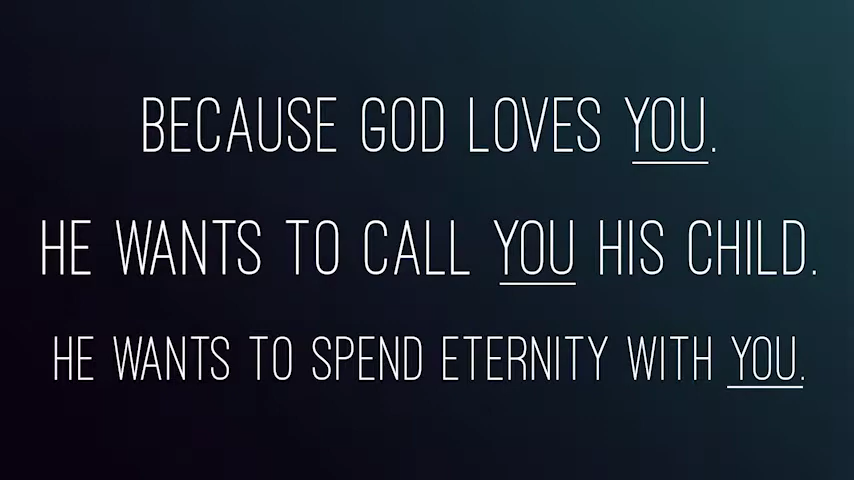 BECAUSE GOD LOVES YOU.
HE WANTS TO CALL YOU HIS CHILD.
HE WANTS TO SPEND ETERNITY WITH YOU.